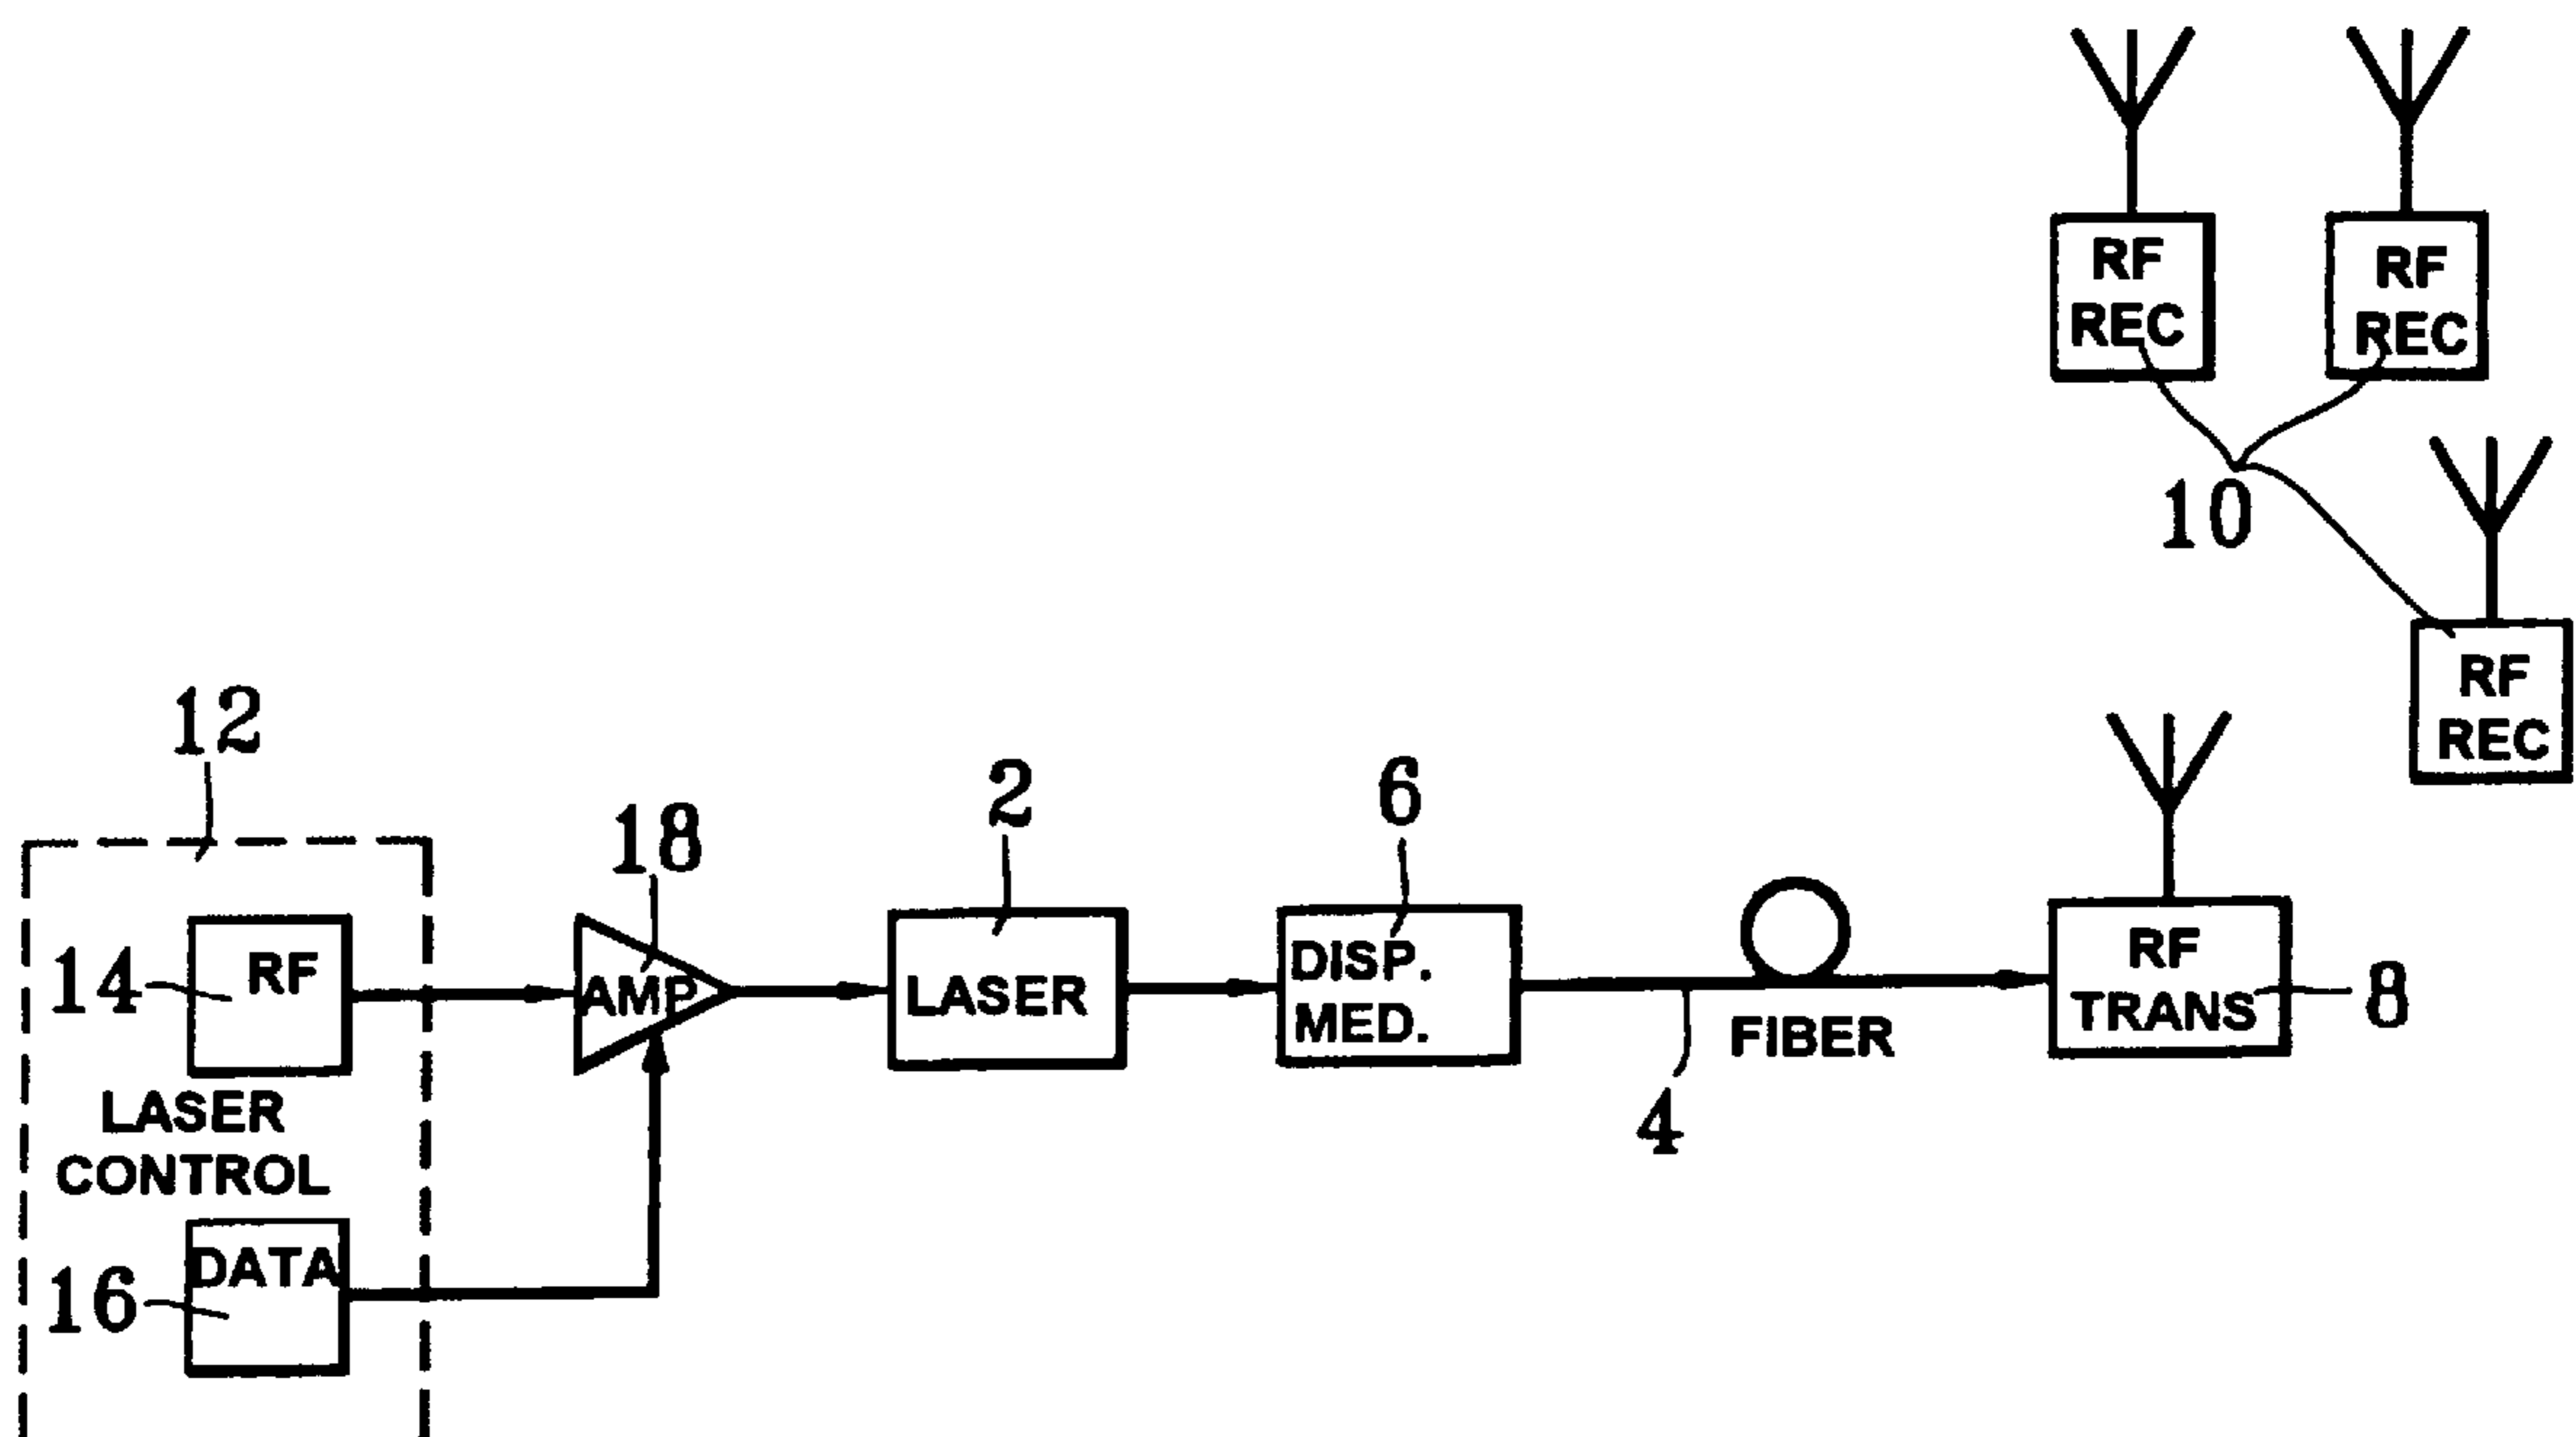 RF
REC
RF
REC
10
RF
REC
12
18
2
6
14
RF
AMP
LASER
DISP.
MED.
FIBER
RF
TRANS
8
4
LASER
CONTROL
16
DATA